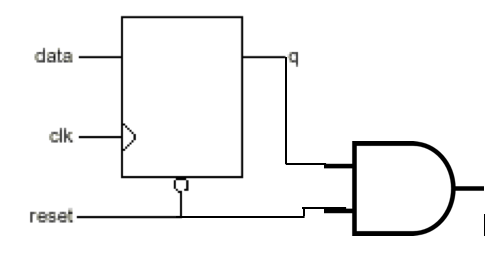 data
q
clk
reset